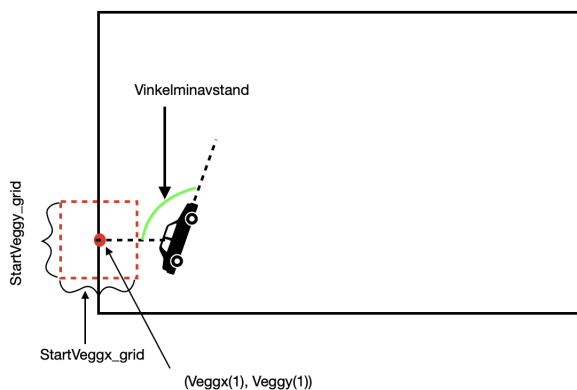 Vinkelminavstand
StartVeggy_grid
StartVeggx_grid
(Veggx(1), Veggy(1))